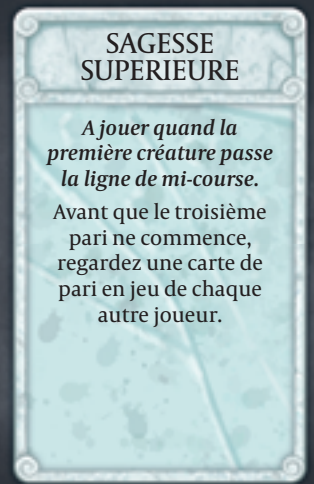 SAGESSE
SUPERIEURE
A jouer quand la
première créature passe
la ligne de mi-course.
Avant que le troisième
pari ne commence,
regardez une carte de
pari en jeu de chaque
autre joueur.